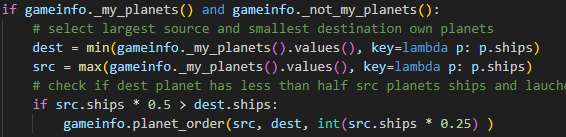 if gameinfo._my_planets() and gameinfo._not_my_planets():
# select largest source and smallest destination own planets
dest = min(gameinfo._my_planets().values(), key=lambda p: p.ships)
src = max(gameinfo._my_planets().values(), key=lambda p: p.ships)
# check if dest planet has less than half src planets ships and lauche
if src.ships * 0.5 > dest.ships:
gameinfo.planet_order(src, dest, int(src.ships * 0.25) )